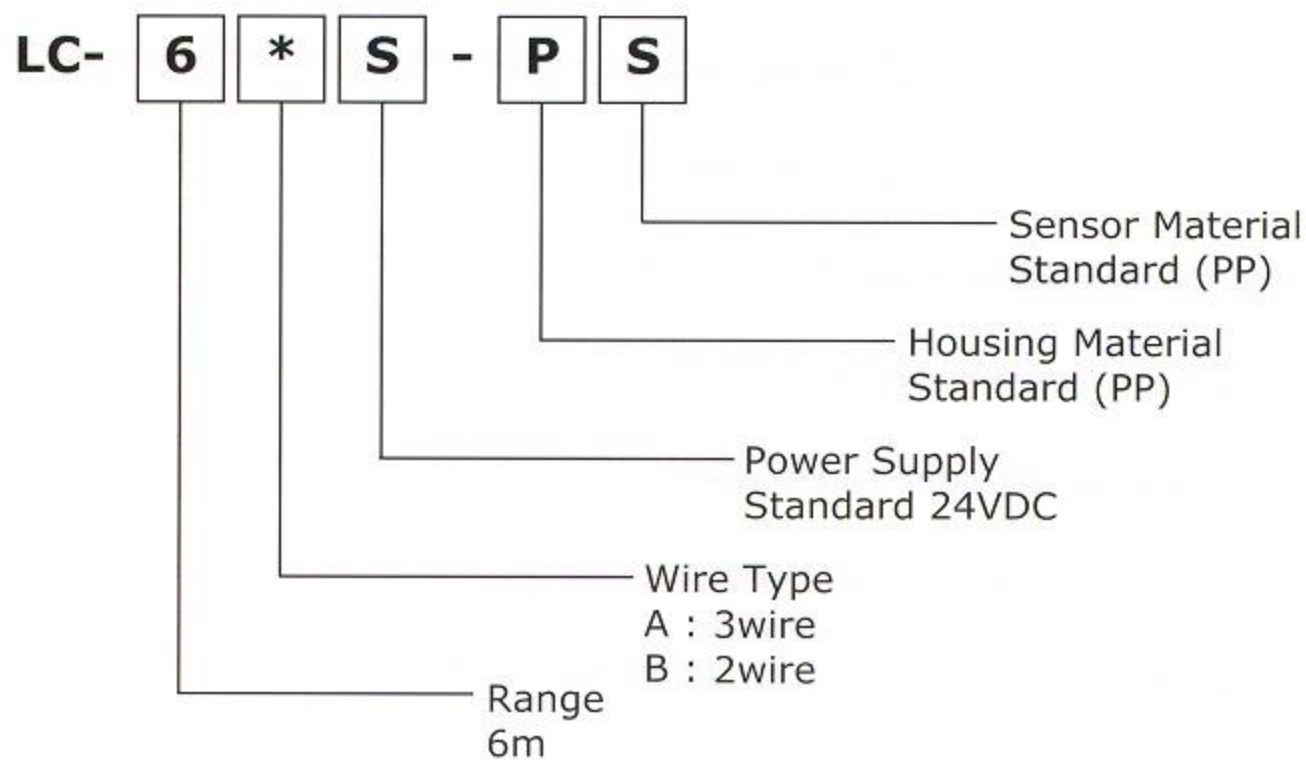 LC- 6 * S - P S
Sensor Material
Standard (PP)
Housing Material
Standard (PP)
Power Supply
Standard 24VDC
Wire Type
A : 3wire
B : 2wire
Range
6m